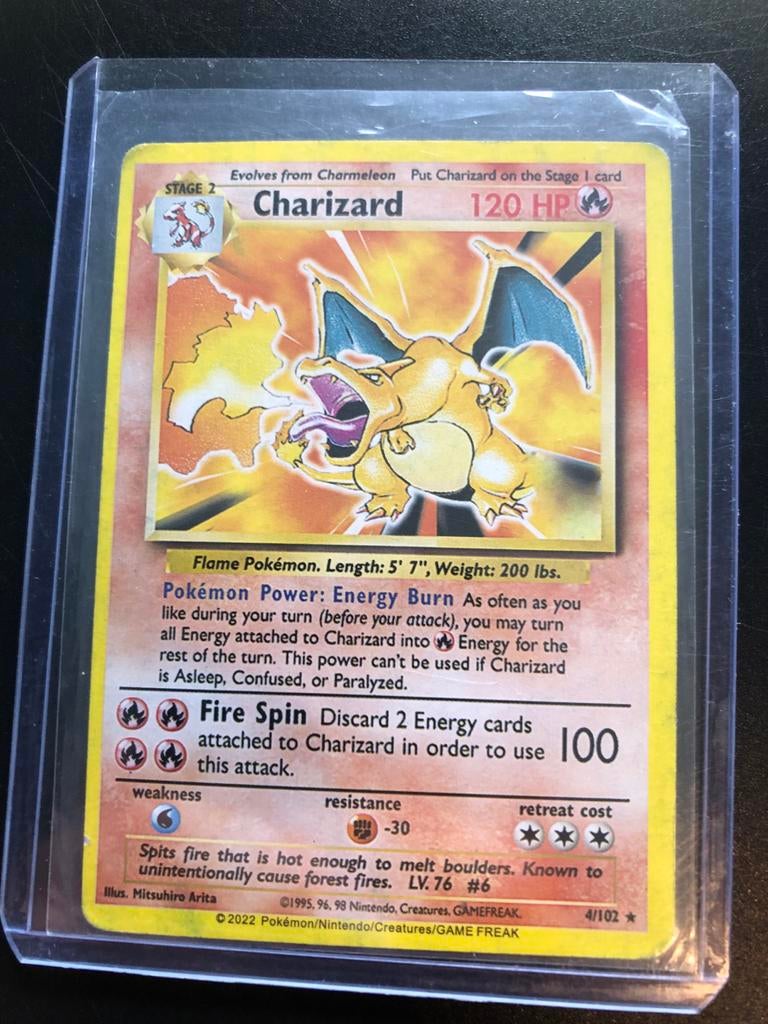 Evolves from Charmeleon Put Charizard on the Stage 1 card
STAGE 2
Charizard 120 HP
Flame Pokémon. Length: 5' 7", Weight: 200 lbs.
Pokémon Power: Energy Burn As often as you
like during your turn (before your attack), you may turn
all Energy attached to Charizard into Energy for the
rest of the turn. This power can't be used if Charizard
is Asleep, Confused, or Paralyzed.
Fire Spin Discard 2 Energy cards
attached to Charizard in order to use 100
this attack.
weakness resistance retreat cost
-30
Spits fire that is hot enough to melt boulders. Known to
unintentionally cause forest fires. LV. 76 #6
Illus. Mitsuhiro Arita ©1995, 96, 98 Nintendo, Creatures, GAMEFREAK. 4/102 ★
©2022 Pokémon/Nintendo/Creatures/GAME FREAK